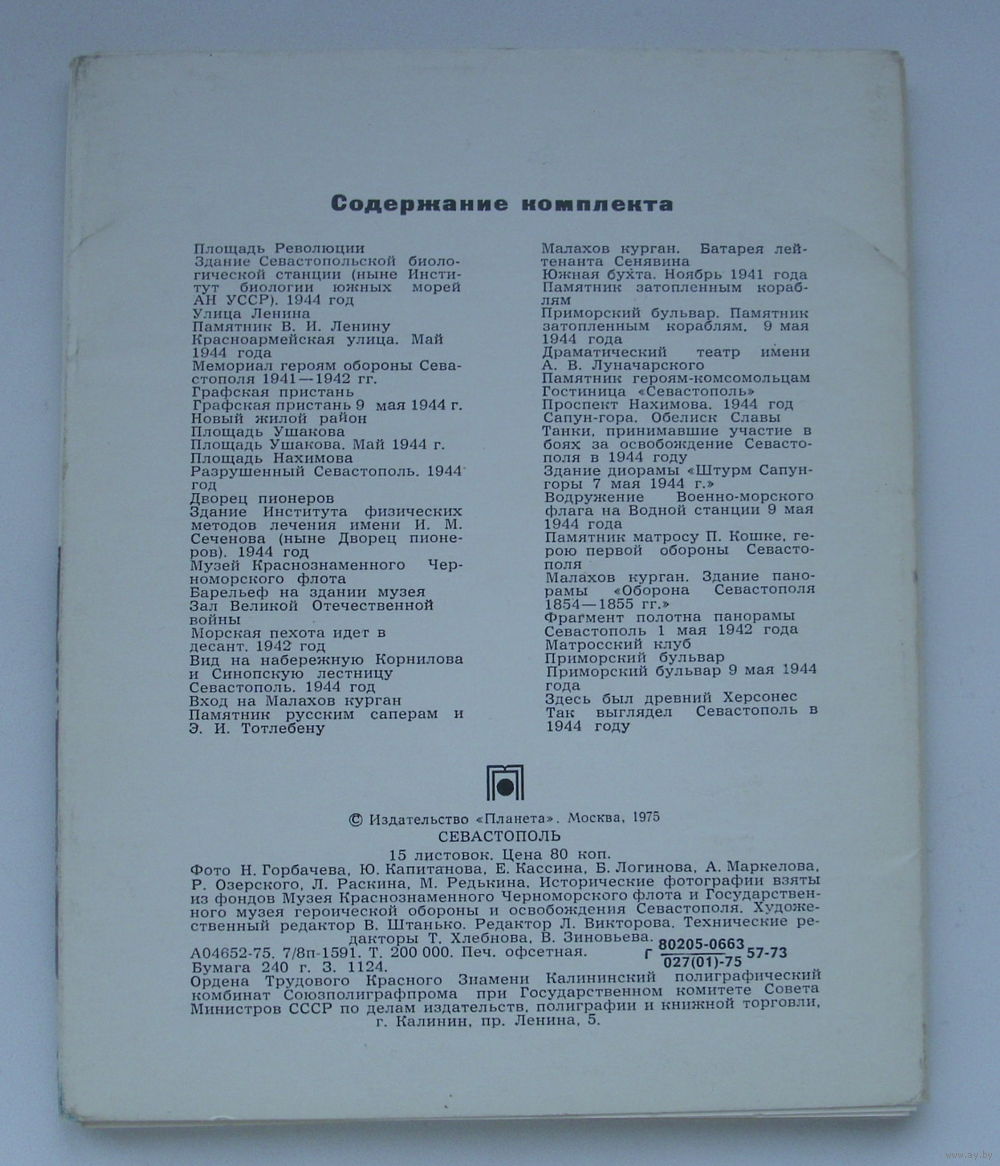 Содержание комплекта
Площадь Революции
Здание Севастопольской биоло-
гической станции (ныне Инсти-
тут биологии южных морей
АН УССР). 1944 год
Улица Ленина
Памятник В. И. Ленину
Красноармейская улица. Май
1944 года
Мемориал героям обороны Сева-
стополя 1941—1942 гг.
Графская пристань
Графская пристань 9 мая 1944 г.
Новый жилой район
Площадь Ушакова
Площадь Ушакова. Май 1944 г.
Площадь Нахимова
Разрушенный Севастополь. 1944
год
Дворец пионеров
Здание Института физических
методов лечения имени И. М.
Сеченова (ныне Дворец пионе-
ров). 1944 год
Музей Краснознаменного Чер-
номорского флота
Барельеф на здании музея
Зал Великой Отечественной
войны
Морская пехота идет в
десант. 1942 год
Вид на набережную Корнилова
и Синопскую лестницу
Севастополь. 1944 год
Вход на Малахов курган
Памятник русским саперам и
Э. И. Тотлебену
Малахов курган. Батарея лей-
тенанта Сенявина
Южная бухта. Ноябрь 1941 года
Памятник затопленным кораб-
лям
Приморский бульвар. Памятник
затопленным кораблям. 9 мая
1944 года
Драматический театр имени
А. В. Луначарского
Памятник героям-комсомольцам
Гостиница «Севастополь»
Проспект Нахимова. 1944 год
Сапун-гора. Обелиск Славы
Танки, принимавшие участие в
боях за освобождение Севасто-
поля в 1944 году
Здание диорамы «Штурм Сапун-
горы 7 мая 1944 г.»
Водружение Военно-морского
флага на Водной станции 9 мая
1944 года
Памятник матросу П. Кошке, ге-
рою первой обороны Севасто-
поля
Малахов курган. Здание пано-
рамы «Оборона Севастополя
1854—1855 гг.»
Фрагмент полотна панорамы
Севастополь 1 мая 1942 года
Матросский клуб
Приморский бульвар
Приморский бульвар 9 мая 1944
года
Здесь был древний Херсонес
Так выглядел Севастополь в
1944 году
© Издательство «Планета». Москва, 1975
СЕВАСТОПОЛЬ
15 листовок. Цена 80 коп.
Фото Н. Горбачева, Ю. Капитанова, Е. Кассина, Б. Логинова, А. Маркелова,
Р. Озерского, Л. Раскина, М. Редькина. Исторические фотографии взяты
из фондов Музея Краснознаменного Черноморского флота и Государствен-
ного музея героической обороны и освобождения Севастополя. Художе-
ственный редактор В. Штанько. Редактор Л. Викторова. Технические ре-
дакторы Т. Хлебнова, В. Зиновьева.
А04652-75. 7/8п-1591. Т. 200 000. Печ. офсетная. Г 80205-0663 57-73
027(01)-75
Бумага 240 г. З. 1124.
Ордена Трудового Красного Знамени Калининский полиграфический
комбинат Союзполиграфпрома при Государственном комитете Совета
Министров СССР по делам издательств, полиграфии и книжной торговли,
г. Калинин, пр. Ленина, 5.
www.ay.by